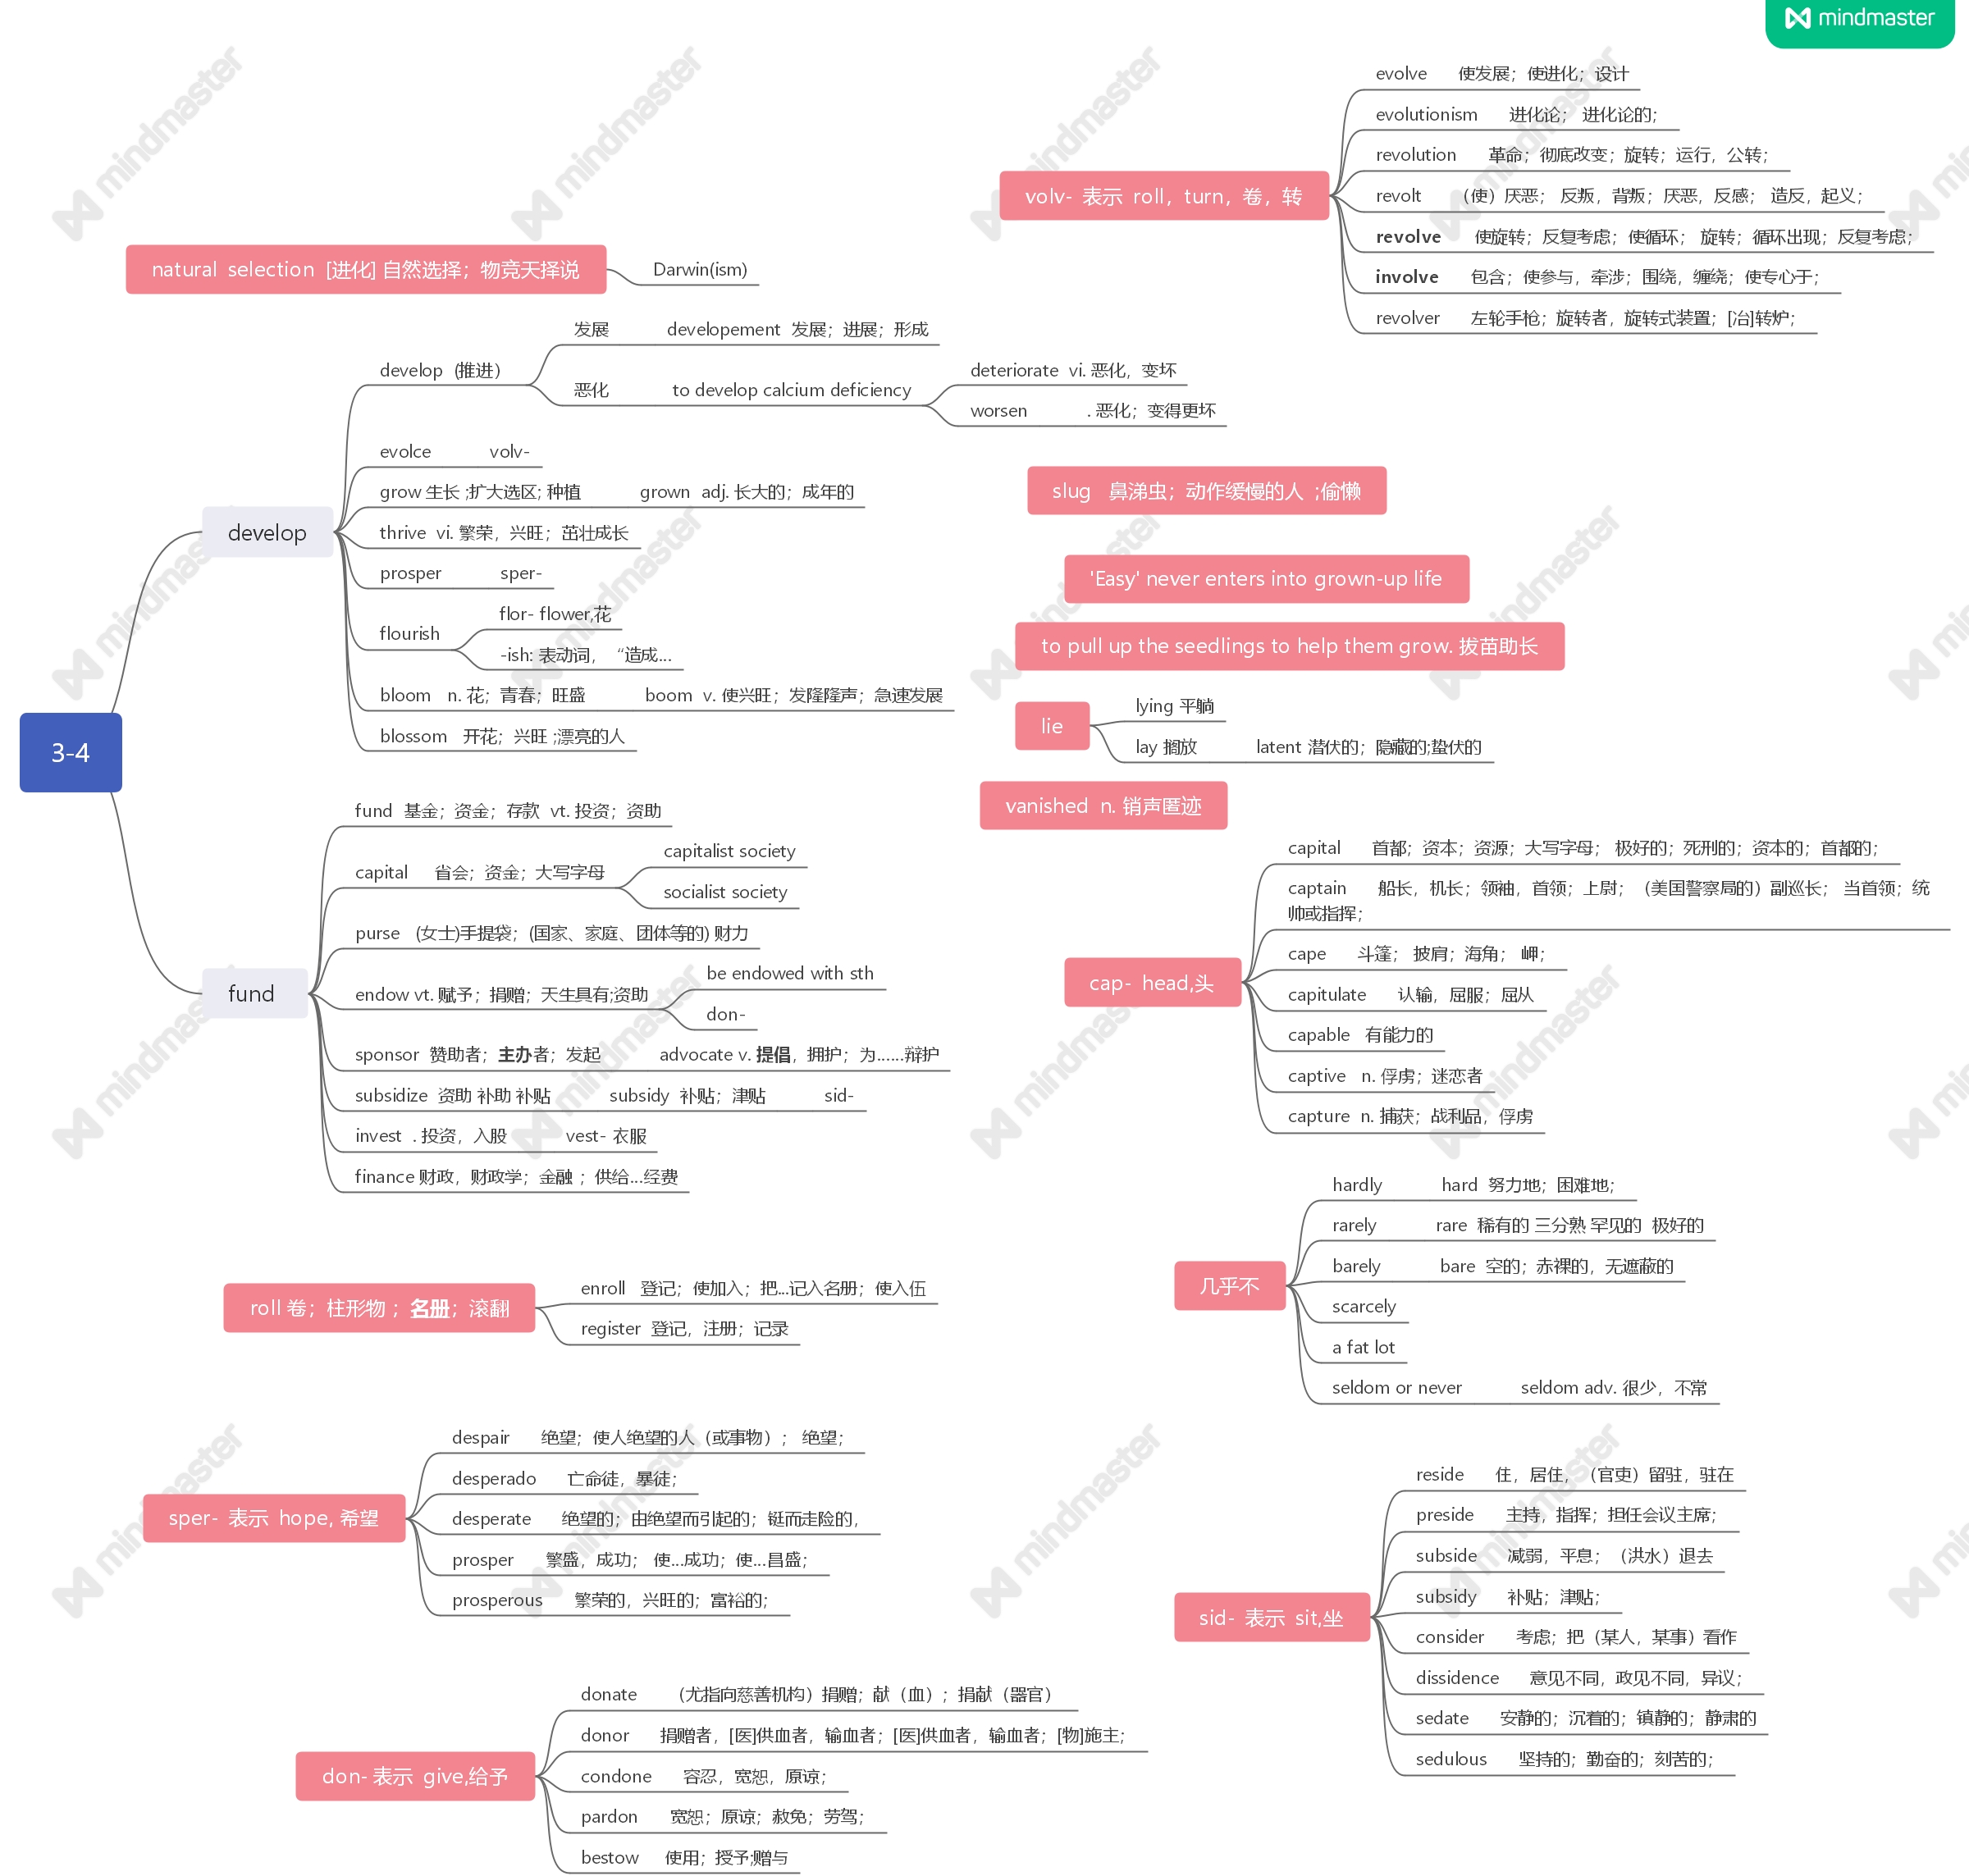 mindmaster
natural selection [进化] 自然选择；物竞天择说
Darwin(ism)
3-4
develop
develop (推进）
发展
developement 发展；进展；形成
恶化
to develop calcium deficiency
deteriorate vi. 恶化，变坏
worsen . 恶化；变得更坏
evolce volv-
grow 生长 ;扩大选区; 种植 grown adj. 长大的；成年的
thrive vi. 繁荣，兴旺；茁壮成长
prosper sper-
flourish
flor- flower,花
-ish: 表动词，“造成...
bloom n. 花；青春；旺盛 boom v. 使兴旺；发隆隆声；急速发展
blossom 开花；兴旺 ;漂亮的人
fund
fund 基金；资金；存款 vt. 投资；资助
capital 省会；资金；大写字母
capitalist society
socialist society
purse (女士)手提袋；(国家、家庭、团体等的) 财力
endow vt. 赋予；捐赠；天生具有;资助
be endowed with sth
don-
sponsor 赞助者；主办者；发起 advocate v. 提倡，拥护；为……辩护
subsidize 资助 补助 补贴 subsidy 补贴；津贴 sid-
invest . 投资，入股 vest- 衣服
finance 财政，财政学；金融 ；供给...经费
roll 卷；柱形物 ；名册；滚翻
enroll 登记；使加入；把...记入名册；使入伍
register 登记，注册；记录
sper- 表示 hope, 希望
despair 绝望；使人绝望的人（或事物）； 绝望；
desperado 亡命徒，暴徒；
desperate 绝望的；由绝望而引起的；铤而走险的，
prosper 繁盛，成功； 使...成功；使...昌盛；
prosperous 繁荣的，兴旺的；富裕的；
don- 表示 give,给予
donate （尤指向慈善机构）捐赠；献（血）；捐献（器官）
donor 捐赠者，[医]供血者，输血者；[医]供血者，输血者；[物]施主；
condone 容忍，宽恕，原谅；
pardon 宽恕；原谅；赦免；劳驾；
bestow 使用；授予;赠与
volv- 表示 roll，turn，卷，转
evolve 使发展；使进化；设计
evolutionism 进化论； 进化论的；
revolution 革命；彻底改变；旋转；运行，公转；
revolt （使）厌恶； 反叛，背叛；厌恶，反感； 造反，起义；
revolve 使旋转；反复考虑；使循环； 旋转；循环出现；反复考虑；
involve 包含；使参与，牵涉；围绕，缠绕；使专心于；
revolver 左轮手枪；旋转者，旋转式装置；[冶]转炉；
slug 鼻涕虫；动作缓慢的人 ;偷懒
'Easy' never enters into grown-up life
to pull up the seedlings to help them grow. 拔苗助长
lie
lying 平躺
lay 搁放 latent 潜伏的；隐藏的;蛰伏的
vanished n. 销声匿迹
cap- head,头
capital 首都；资本；资源；大写字母； 极好的；死刑的；资本的；首都的；
captain 船长，机长；领袖，首领；上尉；（美国警察局的）副巡长； 当首领；统
帅或指挥；
cape 斗篷； 披肩；海角； 岬；
capitulate 认输，屈服；屈从
capable 有能力的
captive n. 俘虏；迷恋者
capture n. 捕获；战利品，俘虏
几乎不
hardly hard 努力地；困难地；
rarely rare 稀有的 三分熟 罕见的 极好的
barely bare 空的；赤裸的，无遮蔽的
scarcely
a fat lot
seldom or never seldom adv. 很少，不常
sid- 表示 sit,坐
reside 住，居住，（官吏）留驻，驻在
preside 主持，指挥；担任会议主席；
subside 减弱，平息；（洪水）退去
subsidy 补贴；津贴；
consider 考虑；把（某人，某事）看作
dissidence 意见不同，政见不同，异议；
sedate 安静的；沉着的；镇静的；静肃的
sedulous 坚持的；勤奋的；刻苦的；